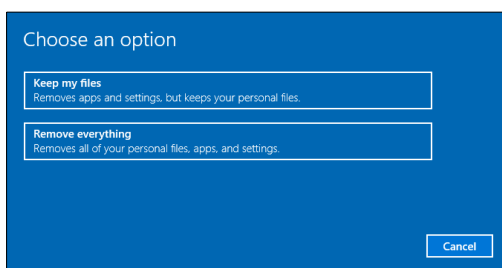 Choose an option
Keep my files
Removes apps and settings, but keeps your personal files.
Remove everything
Removes all of your personal files, apps, and settings.
Cancel